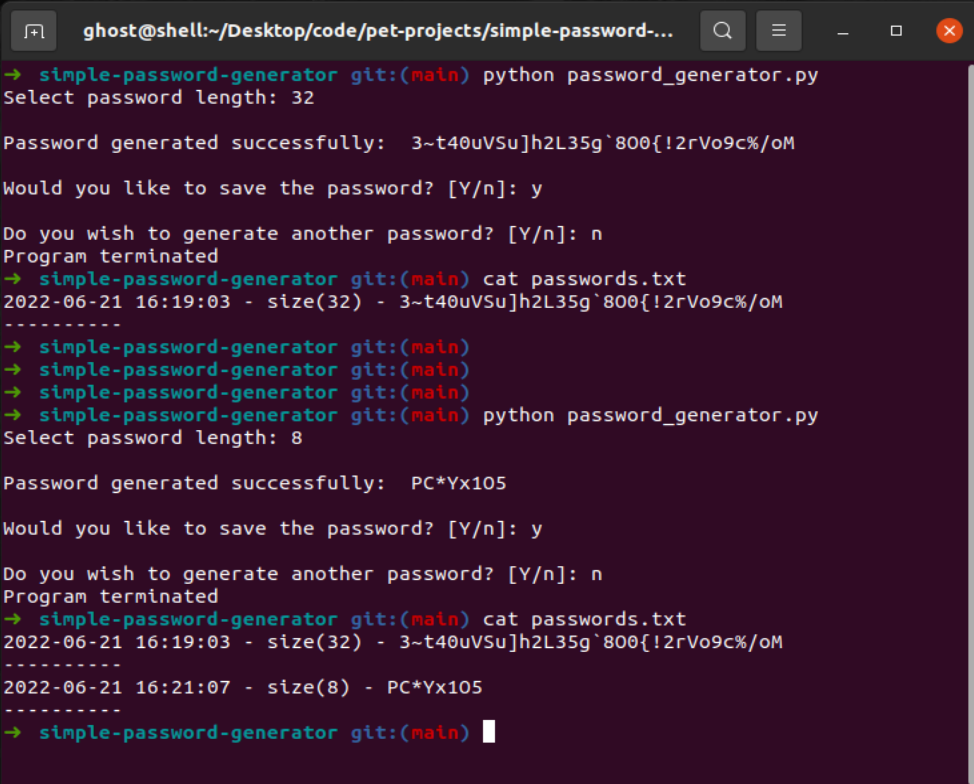 ghost@shell:~/Desktop/code/pet-projects/simple-password-...
➜ simple-password-generator git:(main) python password_generator.py
Select password length: 32
Password generated successfully: 3~t40uVSu]h2L35g`8O0{!2rVo9c%/oM
Would you like to save the password? [Y/n]: y
Do you wish to generate another password? [Y/n]: n
Program terminated
➜ simple-password-generator git:(main) cat passwords.txt
2022-06-21 16:19:03 - size(32) - 3~t40uVSu]h2L35g`8O0{!2rVo9c%/oM
----------
➜ simple-password-generator git:(main)
➜ simple-password-generator git:(main)
➜ simple-password-generator git:(main)
➜ simple-password-generator git:(main) python password_generator.py
Select password length: 8
Password generated successfully: PC*Yx1O5
Would you like to save the password? [Y/n]: y
Do you wish to generate another password? [Y/n]: n
Program terminated
➜ simple-password-generator git:(main) cat passwords.txt
2022-06-21 16:19:03 - size(32) - 3~t40uVSu]h2L35g`8O0{!2rVo9c%/oM
----------
2022-06-21 16:21:07 - size(8) - PC*Yx1O5
----------
➜ simple-password-generator git:(main)